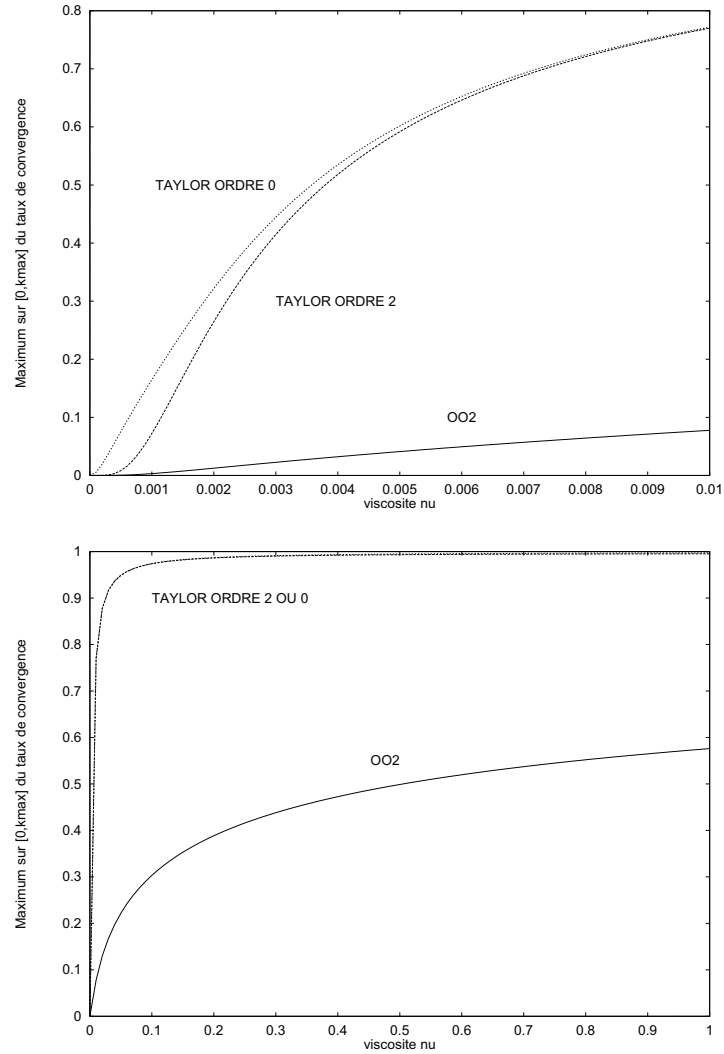 0.8
0.7
0.6
0.5
0.4
0.3
0.2
0.1
0
Maximum sur [0,kmax] du taux de convergence
TAYLOR ORDRE 0
TAYLOR ORDRE 2
OO2
0 0.001 0.002 0.003 0.004 0.005 0.006 0.007 0.008 0.009 0.01
viscosite nu
1
0.9
0.8
0.7
0.6
0.5
0.4
0.3
0.2
0.1
0
Maximum sur [0,kmax] du taux de convergence
TAYLOR ORDRE 2 OU 0
OO2
0 0.1 0.2 0.3 0.4 0.5 0.6 0.7 0.8 0.9 1
viscosite nu